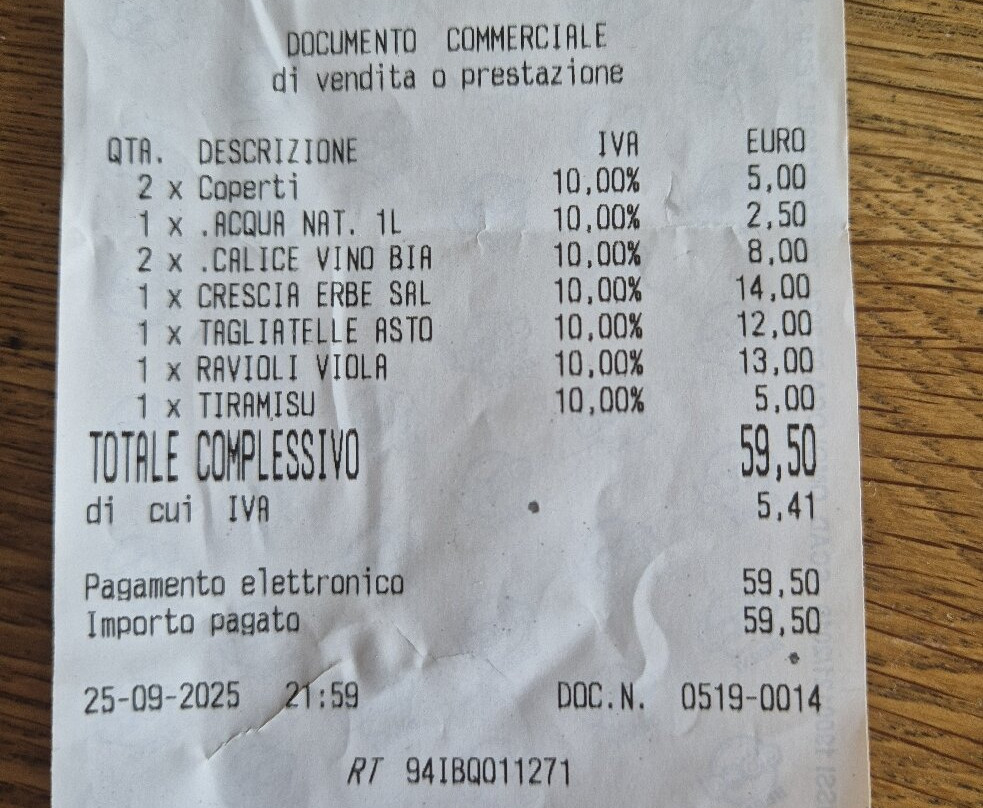 DOCUMENTO COMMERCIALE
di vendita o prestazione
QTA. DESCRIZIONE IVA EURO
2 x Coperti 10,00% 5,00
1 x .ACQUA NAT. 1L 10,00% 2,50
2 x .CALICE VINO BIA 10,00% 8,00
1 x CRESCIA ERBE SAL 10,00% 14,00
1 x TAGLIATELLE ASTO 10,00% 12,00
1 x RAVIOLI VIOLA 10,00% 13,00
1 x TIRAMISU 10,00% 5,00
TOTALE COMPLESSIVO 59,50
di cui IVA 5,41
Pagamento elettronico 59,50
Importo pagato 59,50
25-09-2025 21:59 DOC.N. 0519-0014
RT 94IBQ011271